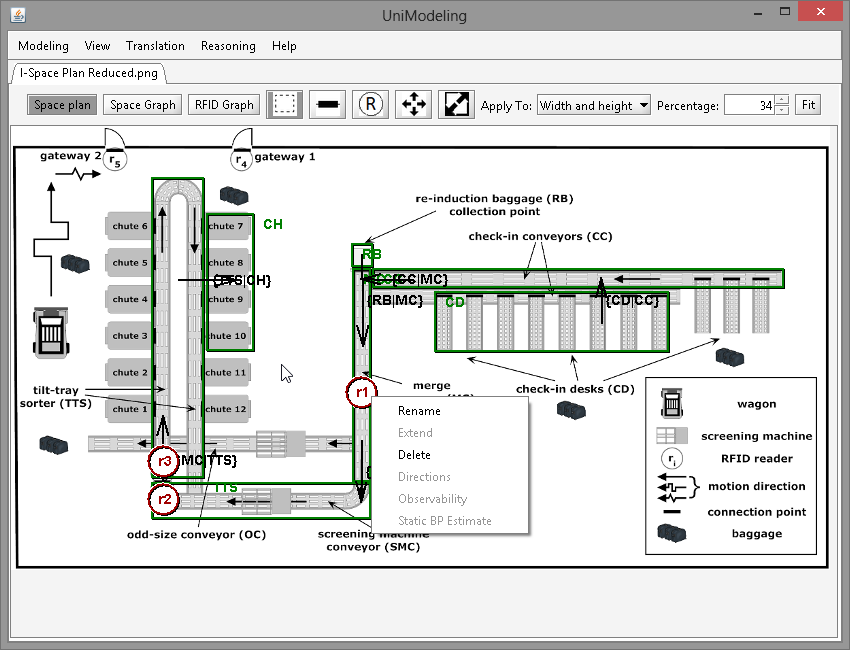 UniModeling
Modeling View Translation Reasoning Help
I-Space Plan Reduced.png
Space plan Space Graph RFID Graph R Apply To: Width and height Percentage: 34 Fit
gateway 2 r5 r4 gateway 1
re-induction baggage (RB)
collection point
check-in conveyors (CC)
chute 6 chute 7 CH
chute 5 chute 8
chute 4 chute 9
chute 3 chute 10
chute 2 chute 11
chute 1 chute 12
RB
|CH}
{CC|MC}
{RB|MC} CD {CD|CC}
tilt-tray
sorter (TTS)
r1 merge
check-in desks (CD)
Rename
Extend
Delete
Directions
Observability
Static BP Estimate
r3 MC|TTS}
r2 TTS
odd-size conveyor (OC)
screening machine
conveyor (SMC)
wagon
screening machine
ri RFID reader
motion direction
connection point
baggage